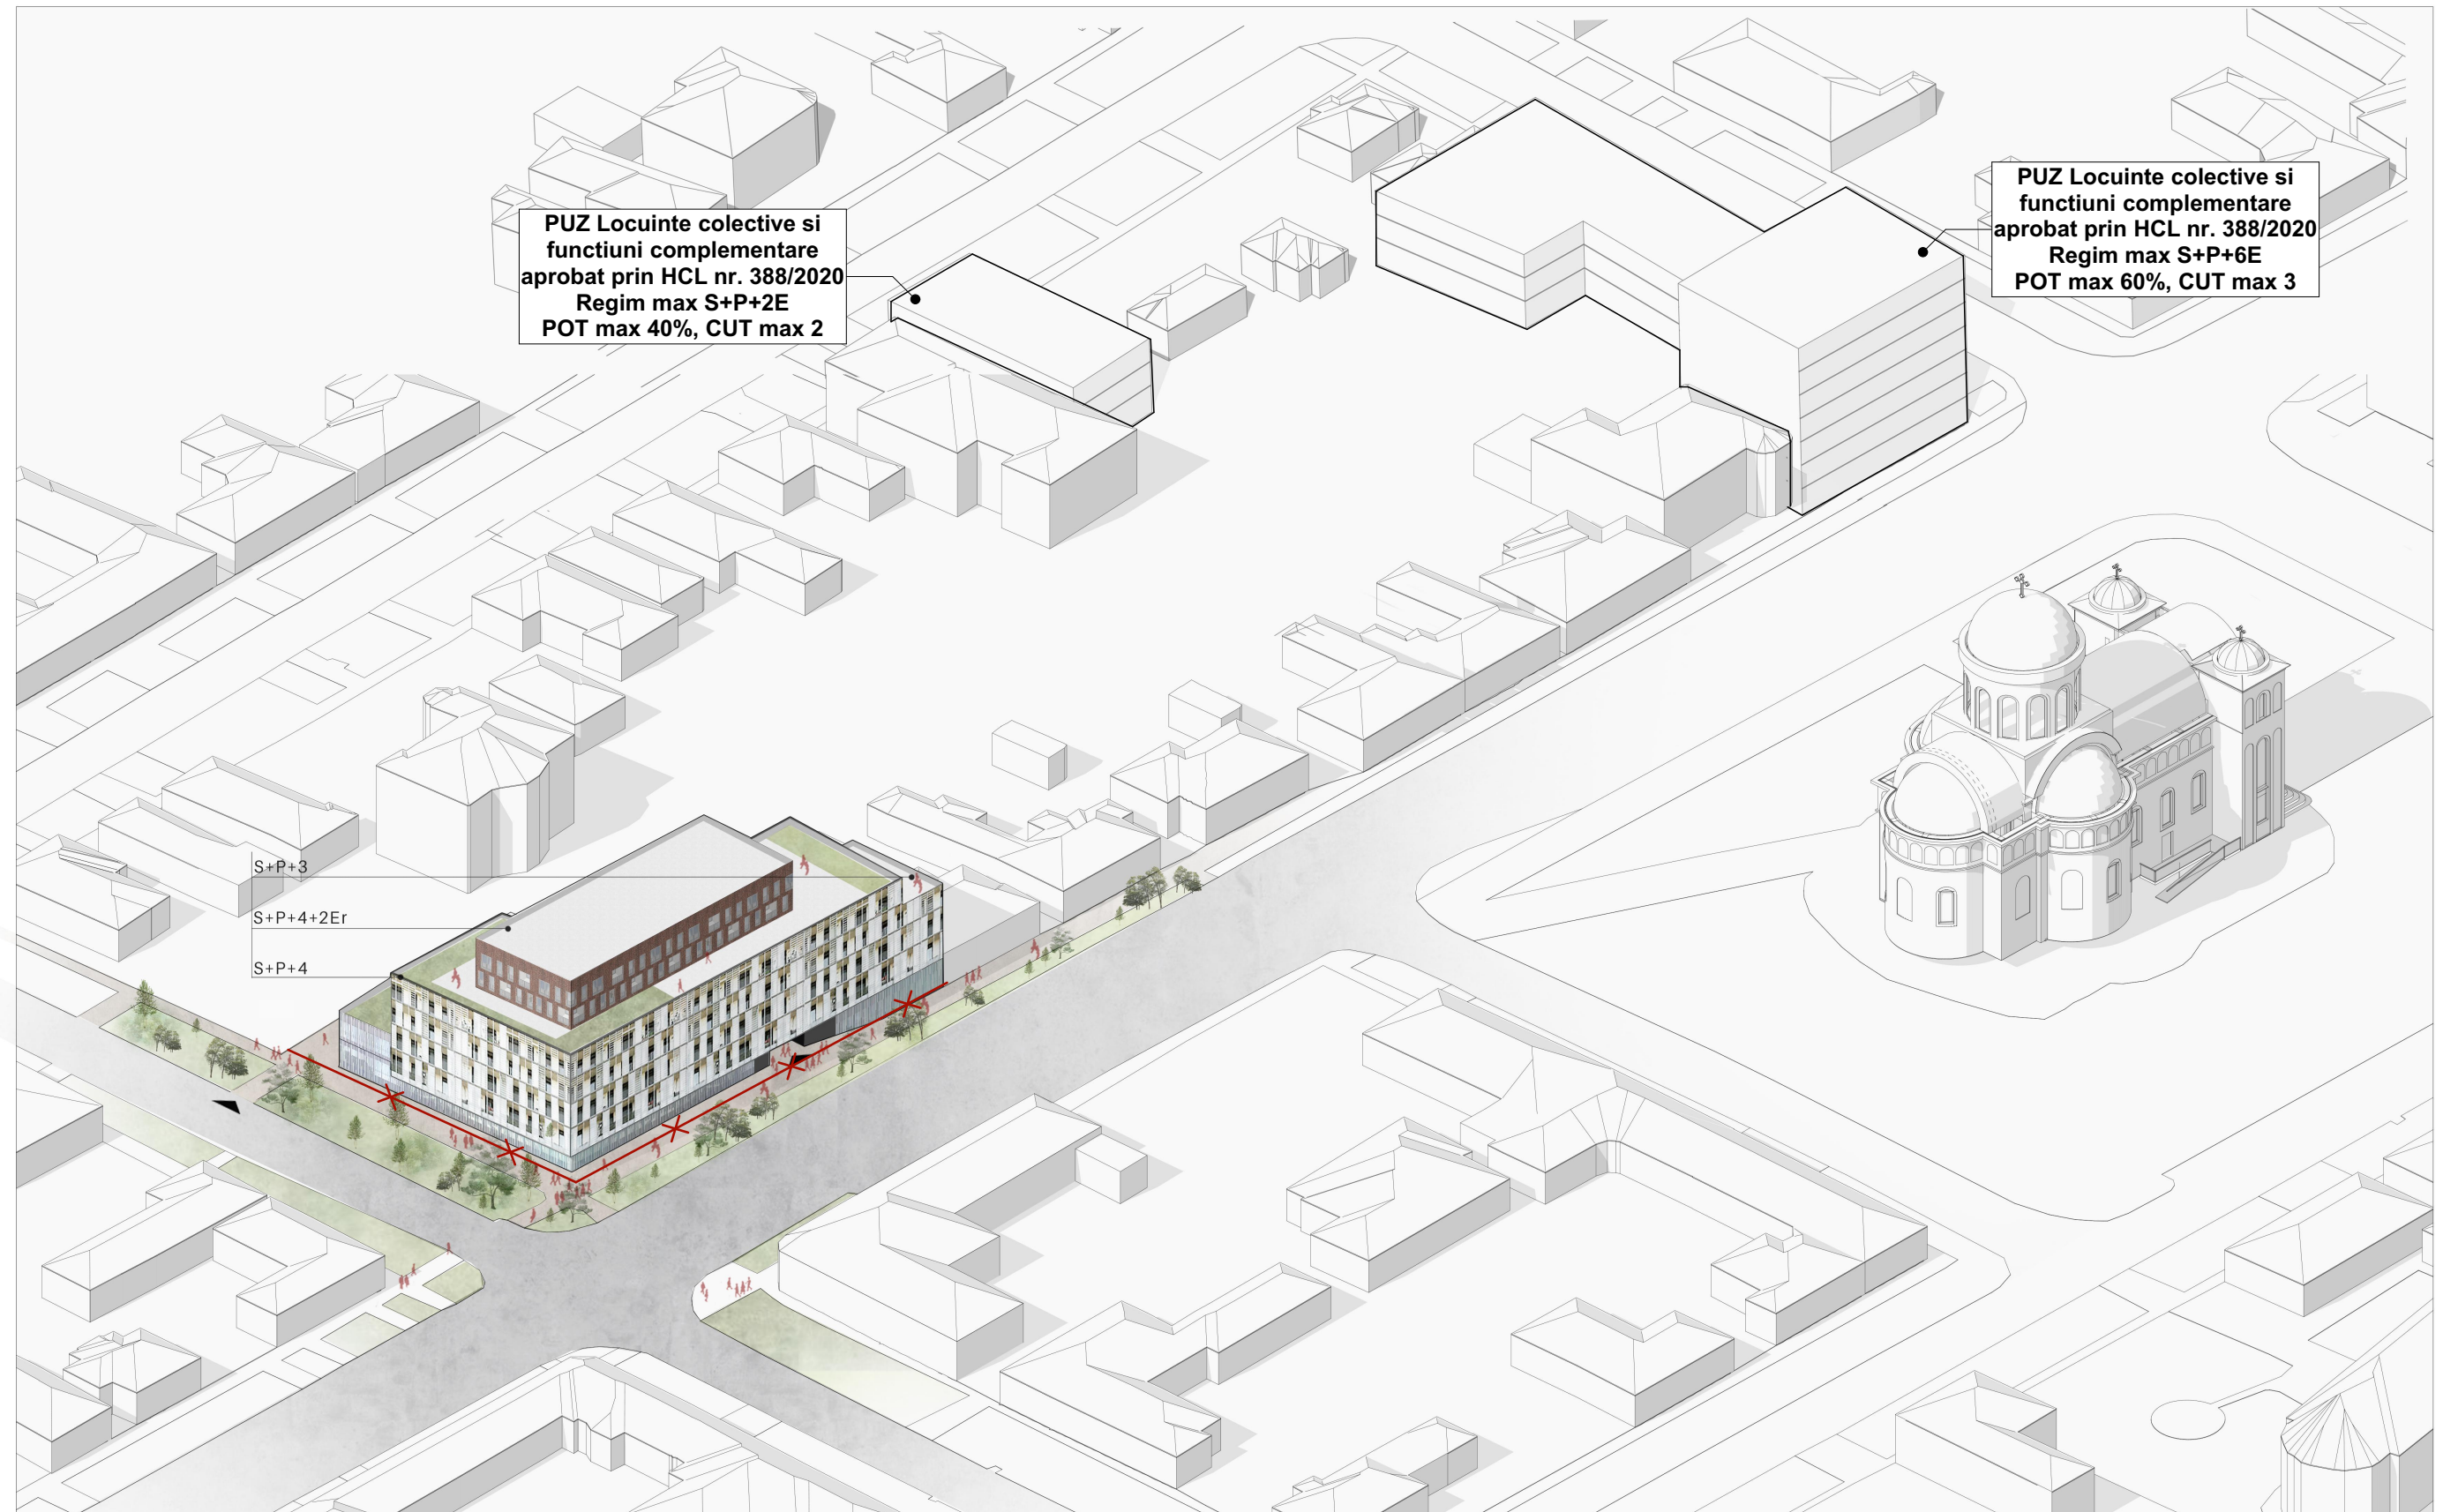 PUZ Locuinte colective si
functiuni complementare
aprobat prin HCL nr. 388/2020
Regim max S+P+6E
POT max 60%, CUT max 3
PUZ Locuinte colective si
functiuni complementare
aprobat prin HCL nr. 388/2020
Regim max S+P+2E
POT max 40%, CUT max 2
S+P+3
S+P+4+2Er
S+P+4